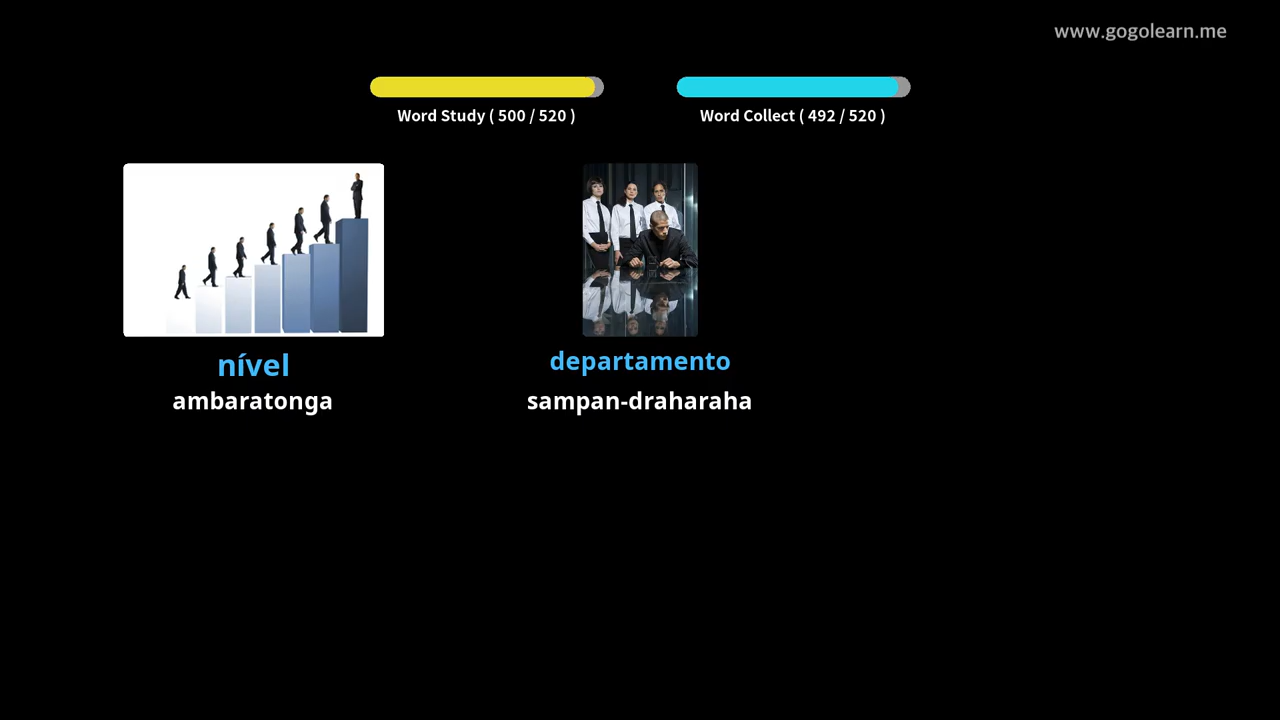 www.gogolearn.me
Word Study ( 500 / 520 )
Word Collect ( 492 / 520 )
nível
ambaratonga
departamento
sampan-draharaha